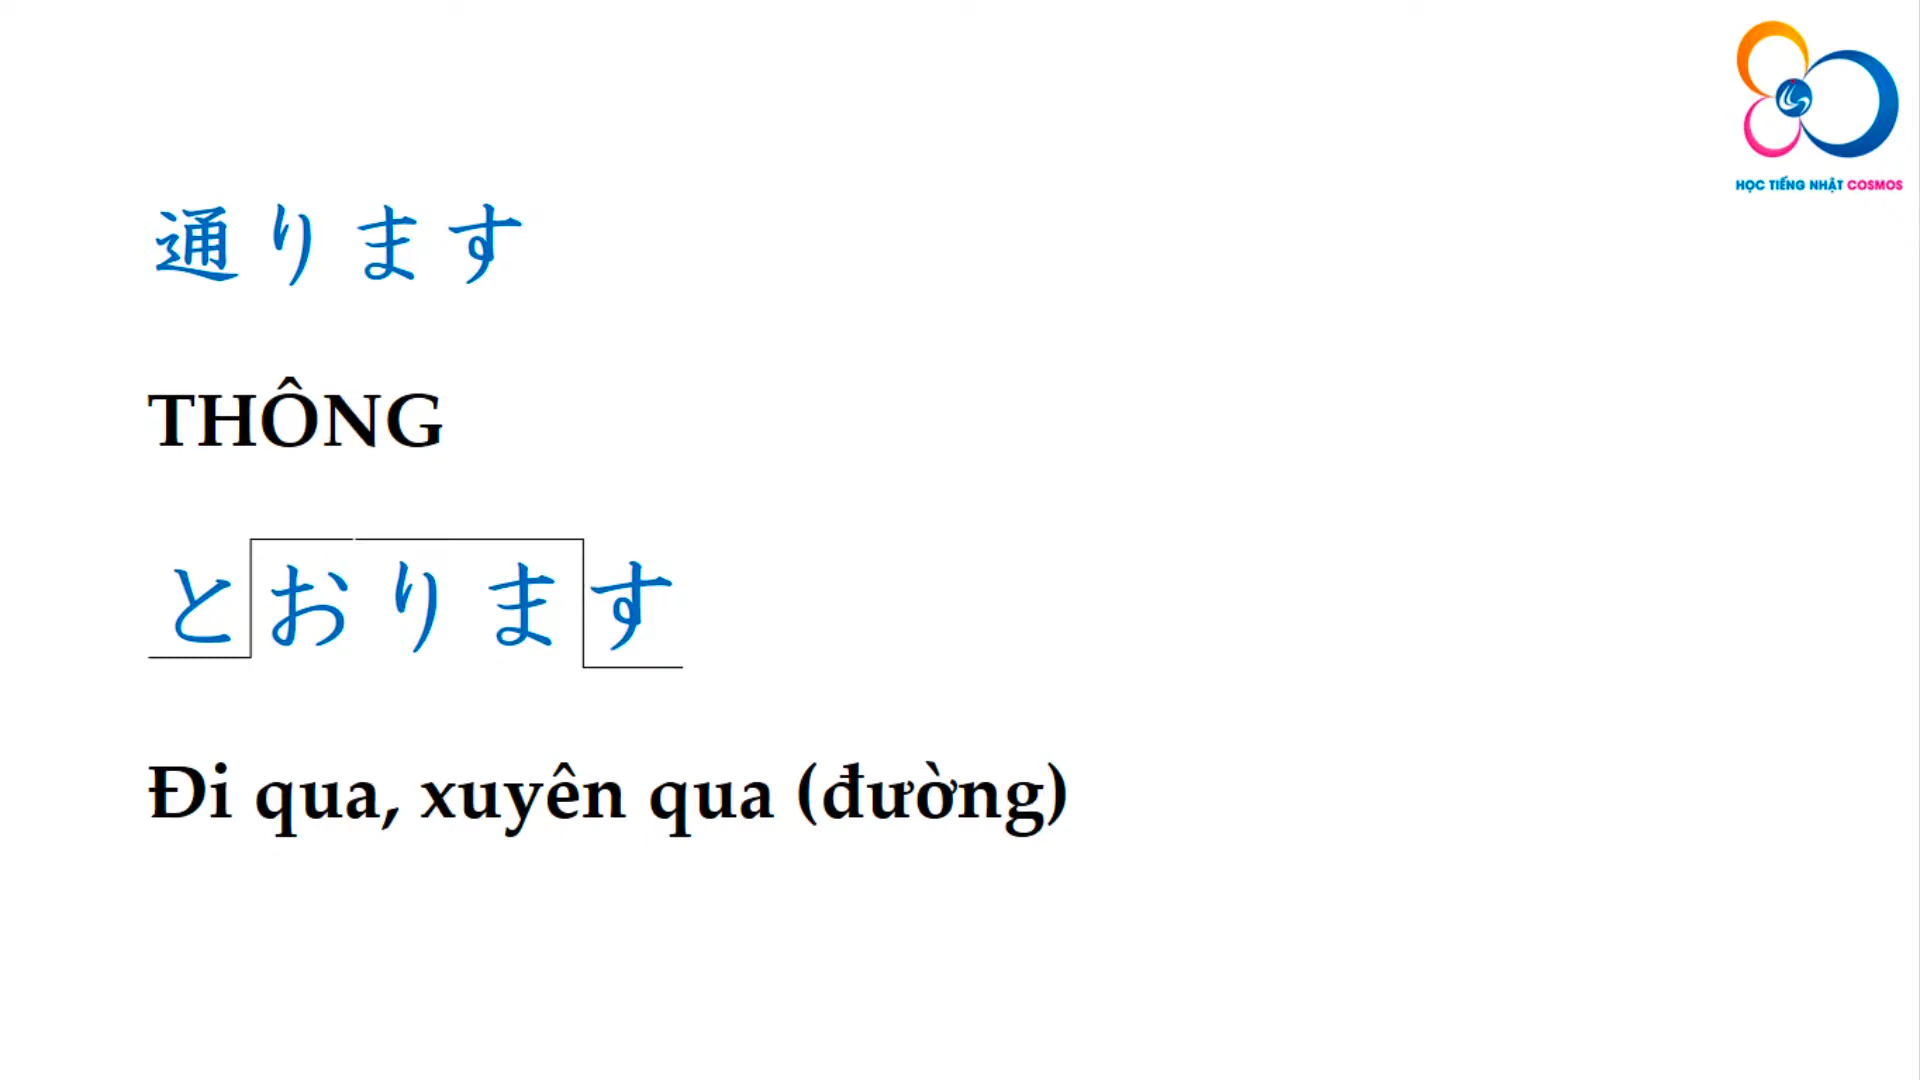 HỌC TIẾNG NHẬT COSMOS
通ります
THÔNG
とおります
Đi qua, xuyên qua (đường)